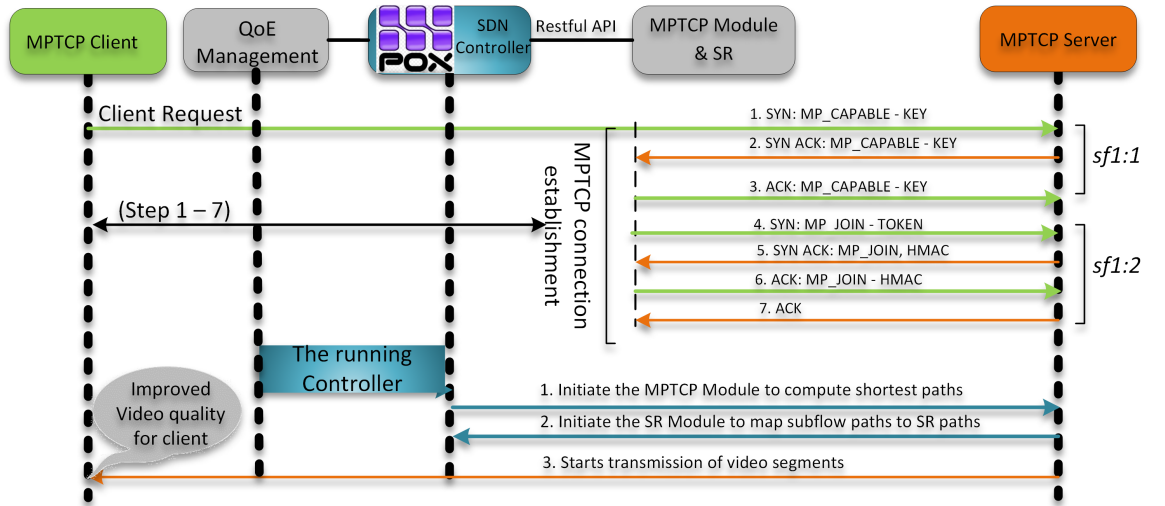 MPTCP Client
QoE
Management
POX
SDN
Controller
Restful API
MPTCP Module
& SR
MPTCP Server
Client Request
1. SYN: MP_CAPABLE - KEY
2. SYN ACK: MP_CAPABLE - KEY
3. ACK: MP_CAPABLE - KEY
sf1:1
(Step 1 – 7)
MPTCP connection
establishment
4. SYN: MP_JOIN - TOKEN
5. SYN ACK: MP_JOIN, HMAC
6. ACK: MP_JOIN - HMAC
7. ACK
sf1:2
The running
Controller
Improved
Video quality
for client
1. Initiate the MPTCP Module to compute shortest paths
2. Initiate the SR Module to map subflow paths to SR paths
3. Starts transmission of video segments